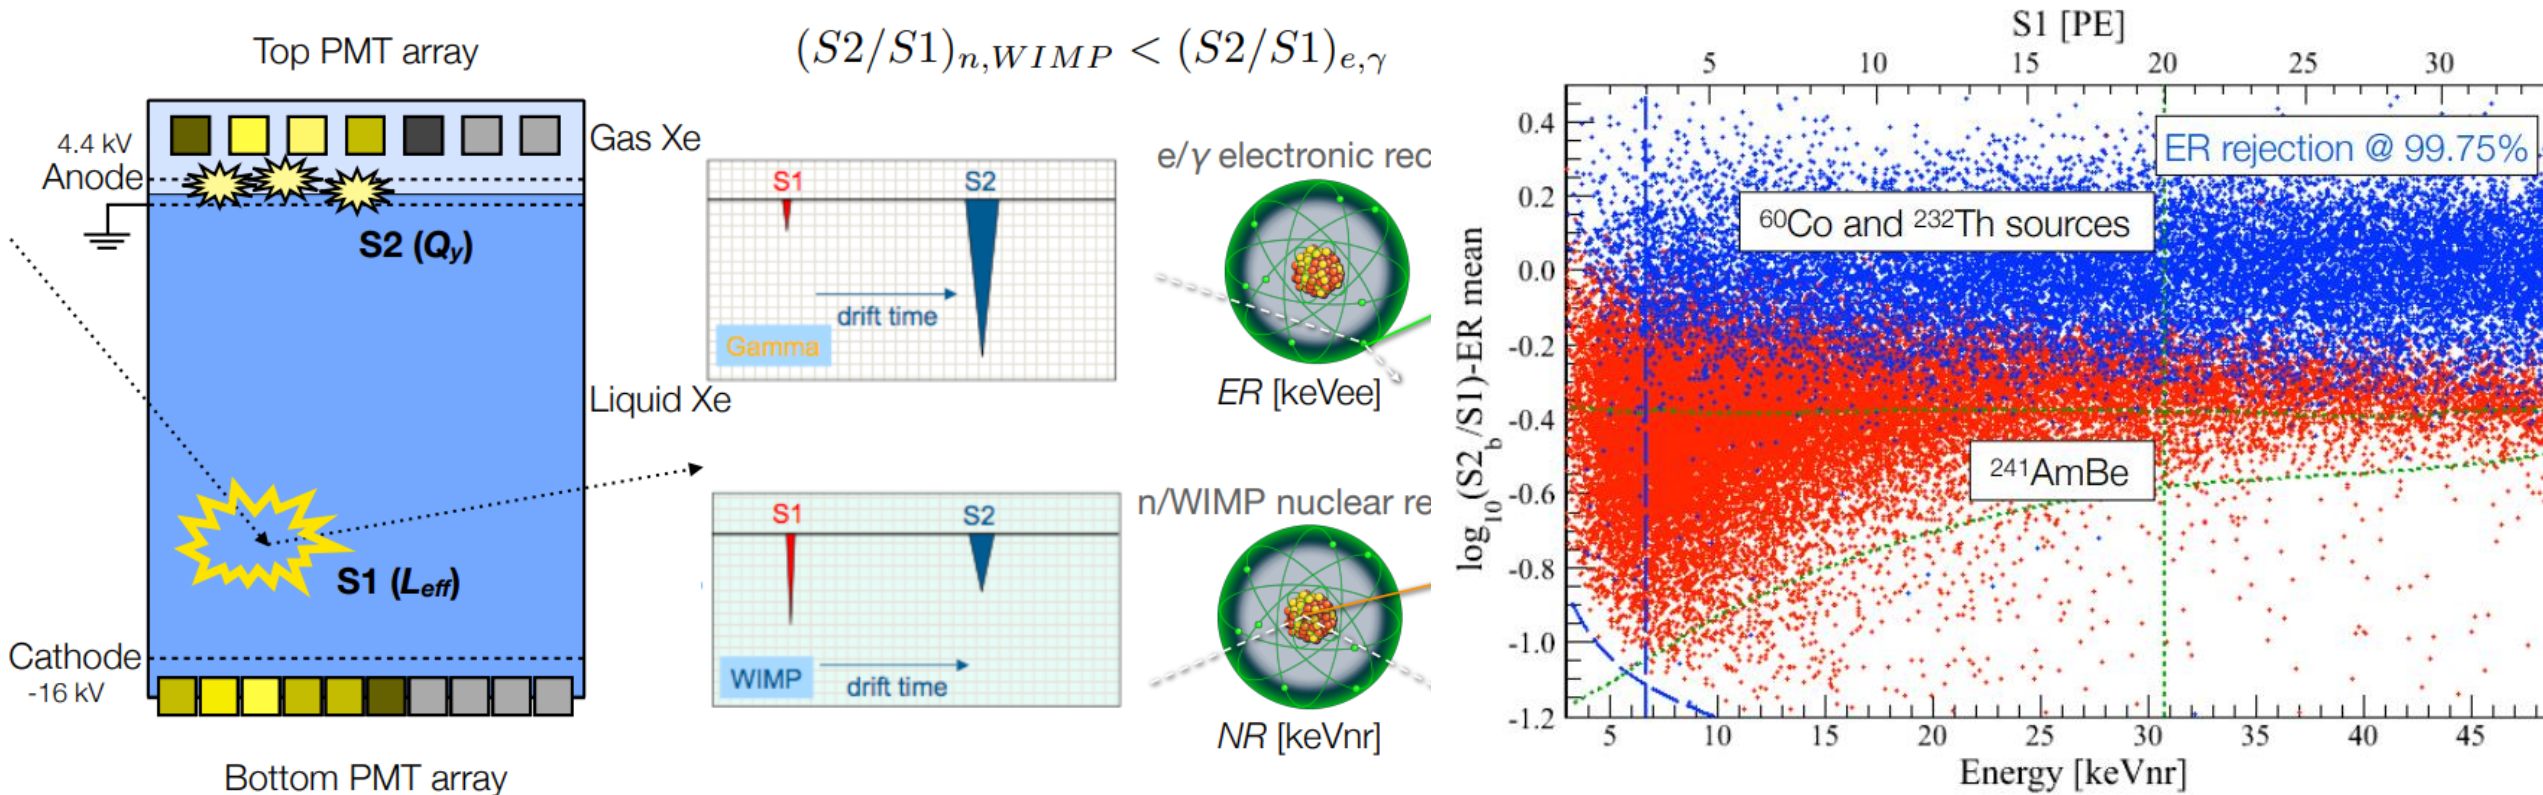 Top PMT array
4.4 kV
Anode
Gas Xe
S2 (Qy)
Liquid Xe
S1 (Leff)
Cathode
-16 kV
Bottom PMT array
(S2/S1)n,WIMP < (S2/S1)e,γ
S1 S2
drift time
Gamma
S1 S2
WIMP
drift time
e/γ electronic rec
ER [keVee]
n/WIMP nuclear re
NR [keVnr]
S1 [PE]
5 10 15 20 25 30
0.4
0.2
0.0
-0.2
-0.4
-0.6
-0.8
-1.0
-1.2
log10(S2b/S1)-ER mean
ER rejection @ 99.75%
60Co and 232Th sources
241AmBe
5 10 15 20 25 30 35 40 45
Energy [keVnr]